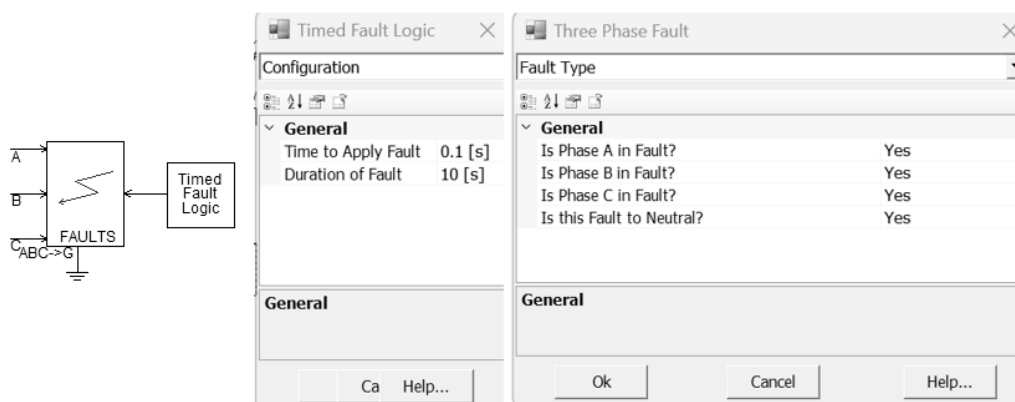 A
B
C
FAULTS
ABC->G
Timed
Fault
Logic
Timed Fault Logic
Configuration
General
Time to Apply Fault 0.1 [s]
Duration of Fault 10 [s]
General
Ca Help...
Three Phase Fault
Fault Type
General
Is Phase A in Fault? Yes
Is Phase B in Fault? Yes
Is Phase C in Fault? Yes
Is this Fault to Neutral? Yes
General
Ok Cancel Help...